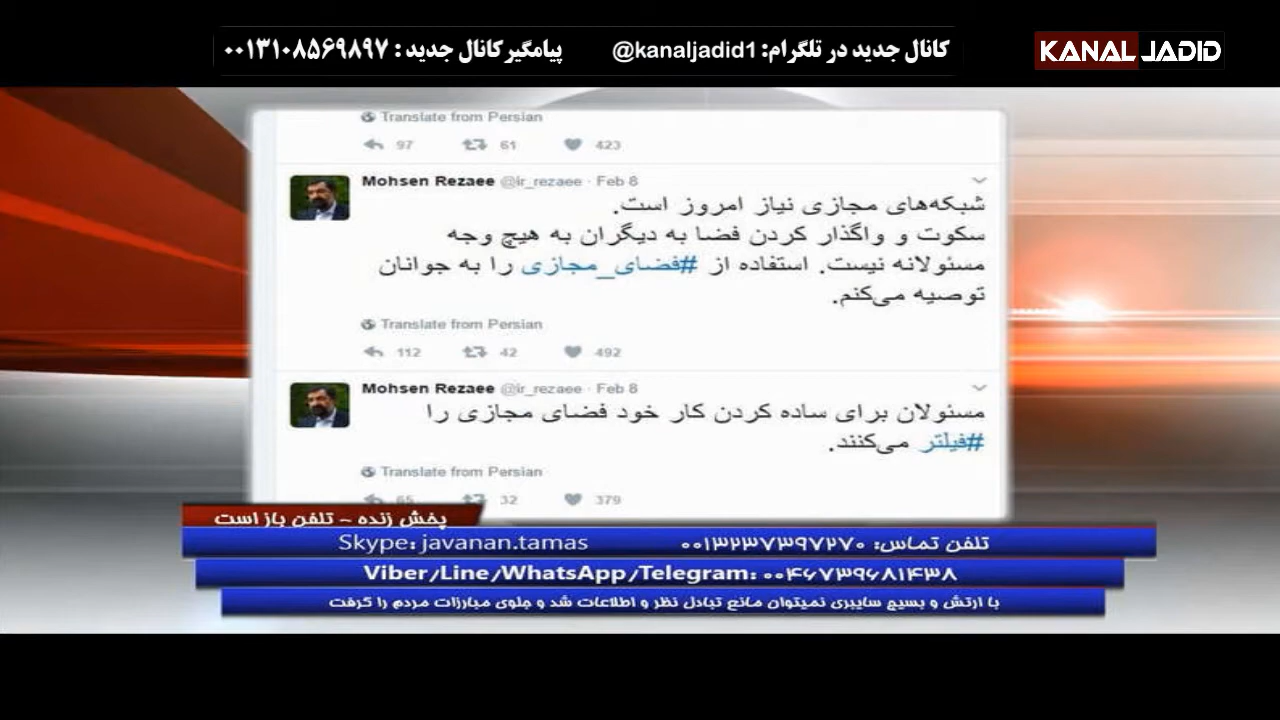 کانال جدید در تلگرام: @kanaljadid1 پیامگیر کانال جدید : ۰۰۱۳۱۰۸۵۶۹۸۹۷
KANAL JADID
Translate from Persian
97 61 423
Mohsen Rezaee @ir_rezaee · Feb 8
شبکه‌های مجازی نیاز امروز است.
سکوت و واگذار کردن فضا به دیگران به هیچ وجه
مسئولانه نیست. استفاده از #فضای_مجازی را به جوانان
توصیه می‌کنم.
Translate from Persian
112 42 492
Mohsen Rezaee @ir_rezaee · Feb 8
مسئولان برای ساده کردن کار خود فضای مجازی را
#فیلتر می‌کنند.
Translate from Persian
65 32 379
پخش زنده - تلفن باز است
تلفن تماس: ۰۰۱۳۲۳۷۳۹۷۲۷۰ Skype: javanan.tamas
Viber/Line/WhatsApp/Telegram: ۰۰۴۶۷۳۹۶۸۱۴۳۸
با ارتش و بسیج سایبری نمیتوان مانع تبادل نظر و اطلاعات شد و جلوی مبارزات مردم را گرفت